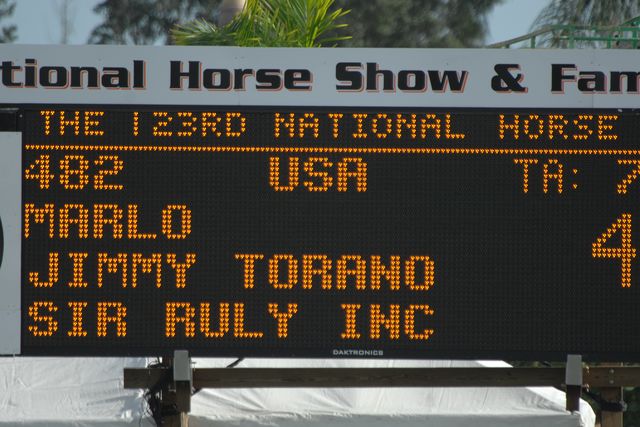 tional Horse Show & Fam
THE 123RD NATIONAL HORSE
482 USA TA: 7
MARLO
4
JIMMY TORANO
SIR RULY INC
DAKTRONICS